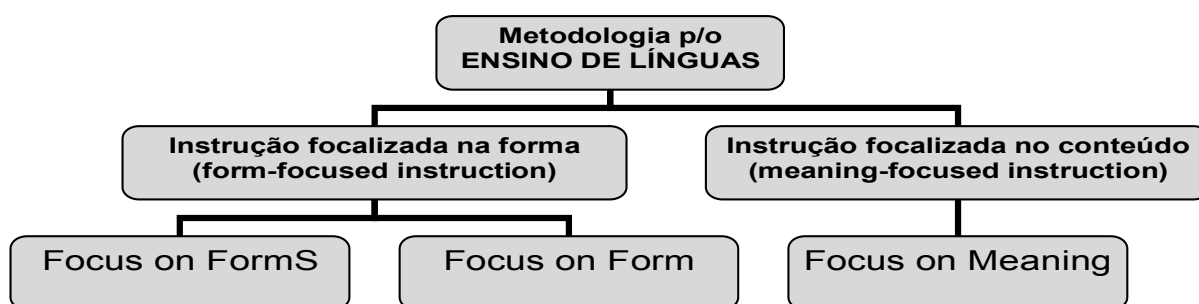 Metodologia p/o
ENSINO DE LÍNGUAS
Instrução focalizada na forma
(form-focused instruction)
Instrução focalizada no conteúdo
(meaning-focused instruction)
Focus on FormS
Focus on Form
Focus on Meaning